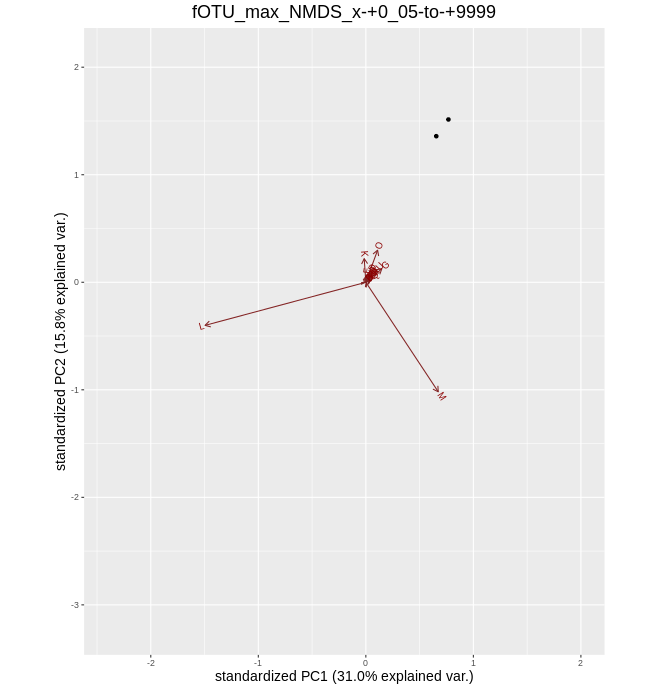 fOTU_max_NMDS_x-+0_05-to-+9999
2
1
0
-1
-2
-3
standardized PC2 (15.8% explained var.)
K
O
G
L
M
-2
-1
0
1
2
standardized PC1 (31.0% explained var.)